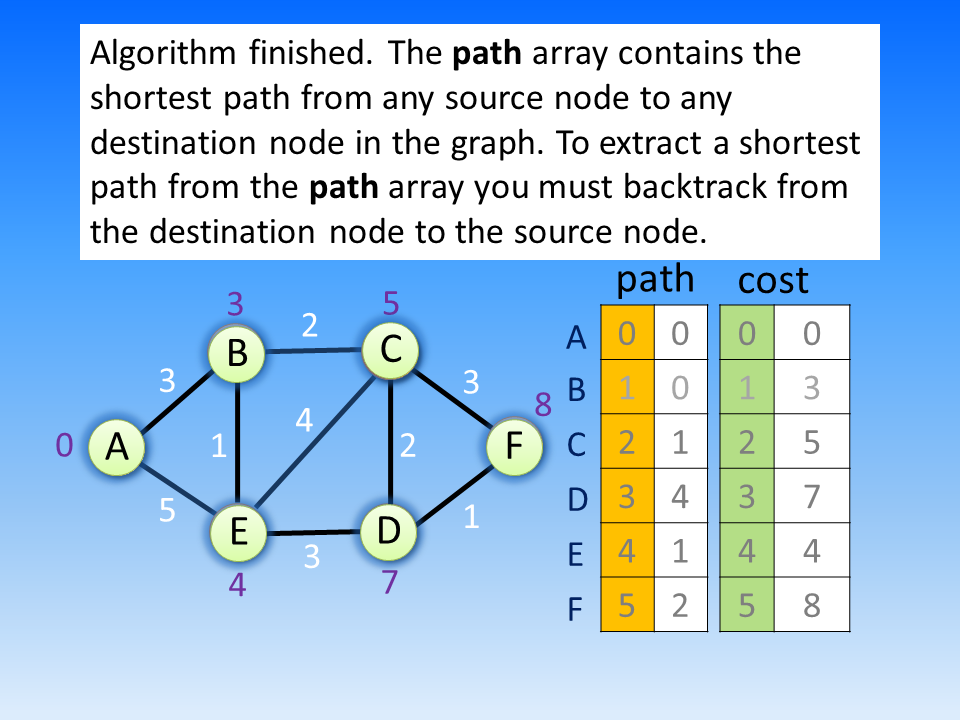 Algorithm finished. The path array contains the
shortest path from any source node to any
destination node in the graph. To extract a shortest
path from the path array you must backtrack from
the destination node to the source node.
path cost
3 5
2
B C
3 3
8
4
0 A 1 2 F
5 1
E D
3
4 7
A 0 0 0 0
B 1 0 1 3
C 2 1 2 5
D 3 4 3 7
E 4 1 4 4
F 5 2 5 8